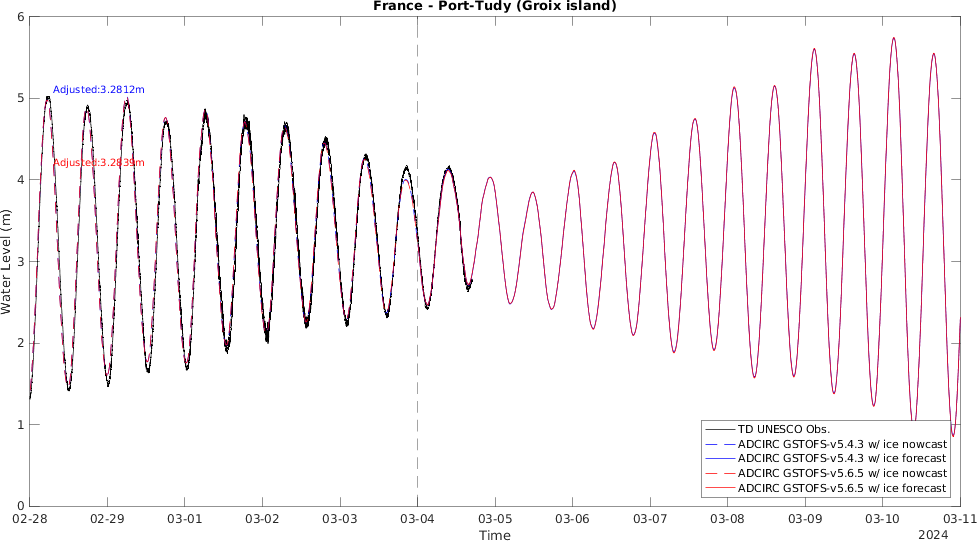 France - Port-Tudy (Groix island)
6
5
4
3
2
1
0
Water Level (m)
Adjusted:3.2812m
Adjusted:3.2839m
TD UNESCO Obs.
ADCIRC GSTOFS-v5.4.3 w/ ice nowcast
ADCIRC GSTOFS-v5.4.3 w/ ice forecast
ADCIRC GSTOFS-v5.6.5 w/ ice nowcast
ADCIRC GSTOFS-v5.6.5 w/ ice forecast
02-28 02-29 03-01 03-02 03-03 03-04 03-05 03-06 03-07 03-08 03-09 03-10 03-11
Time
2024